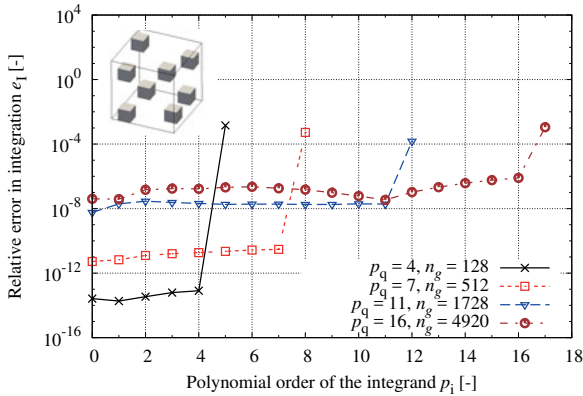 Relative error in integration e_I [-]
10^4
10^0
10^-4
10^-8
10^-12
10^-16
p_q = 4, n_g = 128
p_q = 7, n_g = 512
p_q = 11, n_g = 1728
p_q = 16, n_g = 4920
0 2 4 6 8 10 12 14 16 18
Polynomial order of the integrand p_i [-]